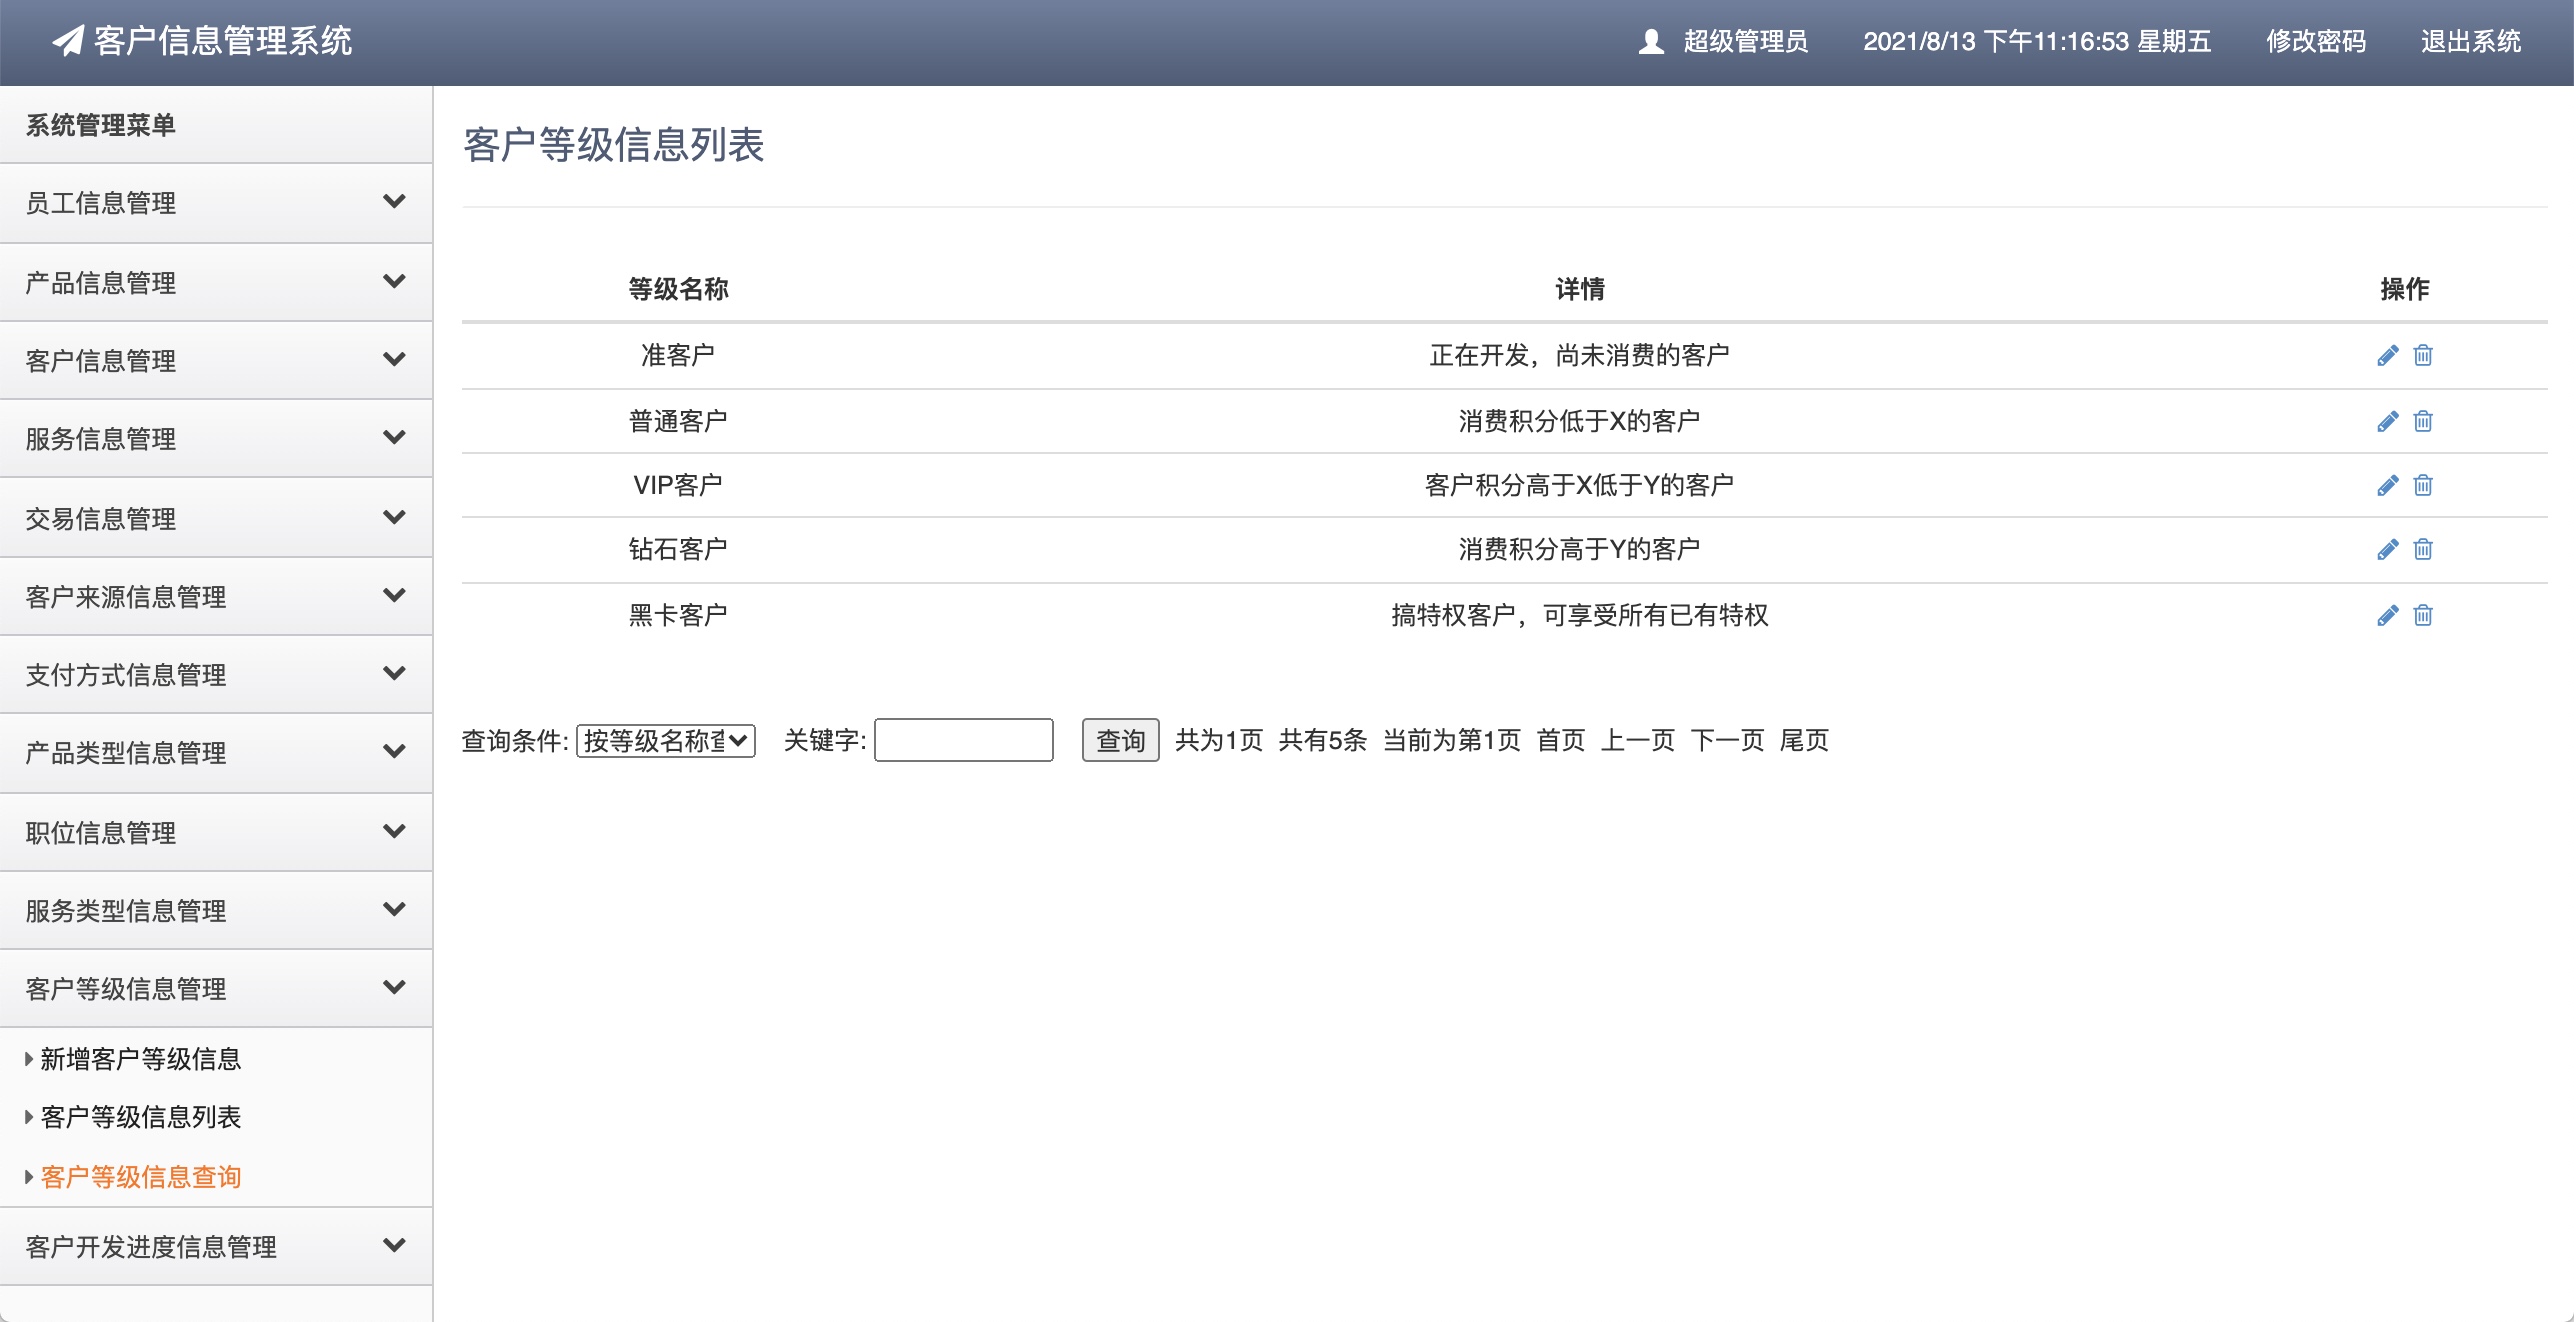 客户信息管理系统
超级管理员 2021/8/13 下午11:16:53 星期五 修改密码 退出系统
系统管理菜单
员工信息管理
产品信息管理
客户信息管理
服务信息管理
交易信息管理
客户来源信息管理
支付方式信息管理
产品类型信息管理
职位信息管理
服务类型信息管理
客户等级信息管理
新增客户等级信息
客户等级信息列表
客户等级信息查询
客户开发进度信息管理
客户等级信息列表
等级名称 详情 操作
准客户 正在开发，尚未消费的客户
普通客户 消费积分低于X的客户
VIP客户 客户积分高于X低于Y的客户
钻石客户 消费积分高于Y的客户
黑卡客户 搞特权客户，可享受所有已有特权
查询条件: 按等级名称 关键字: 查询 共为1页 共有5条 当前为第1页 首页 上一页 下一页 尾页